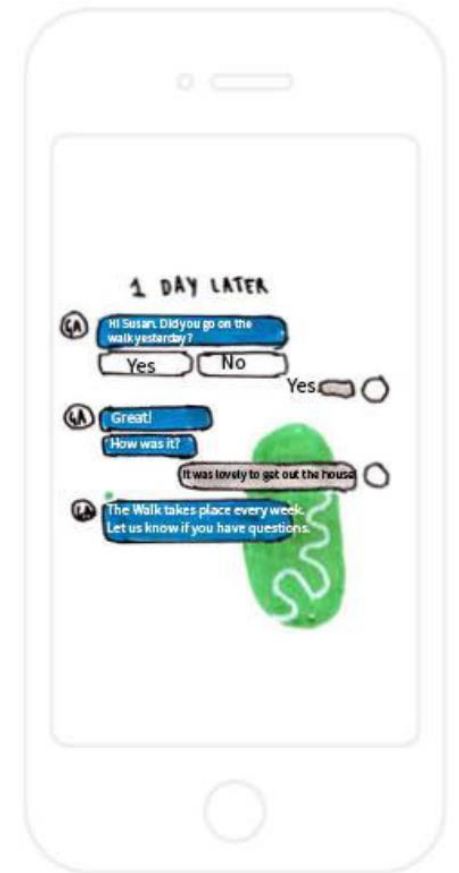 1 DAY LATER
GA
Hi Susan. Did you go on the
walk yesterday?
Yes
No
Yes
GA
Great!
How was it?
It was lovely to get out the house
GA
The Walk takes place every week.
Let us know if you have questions.